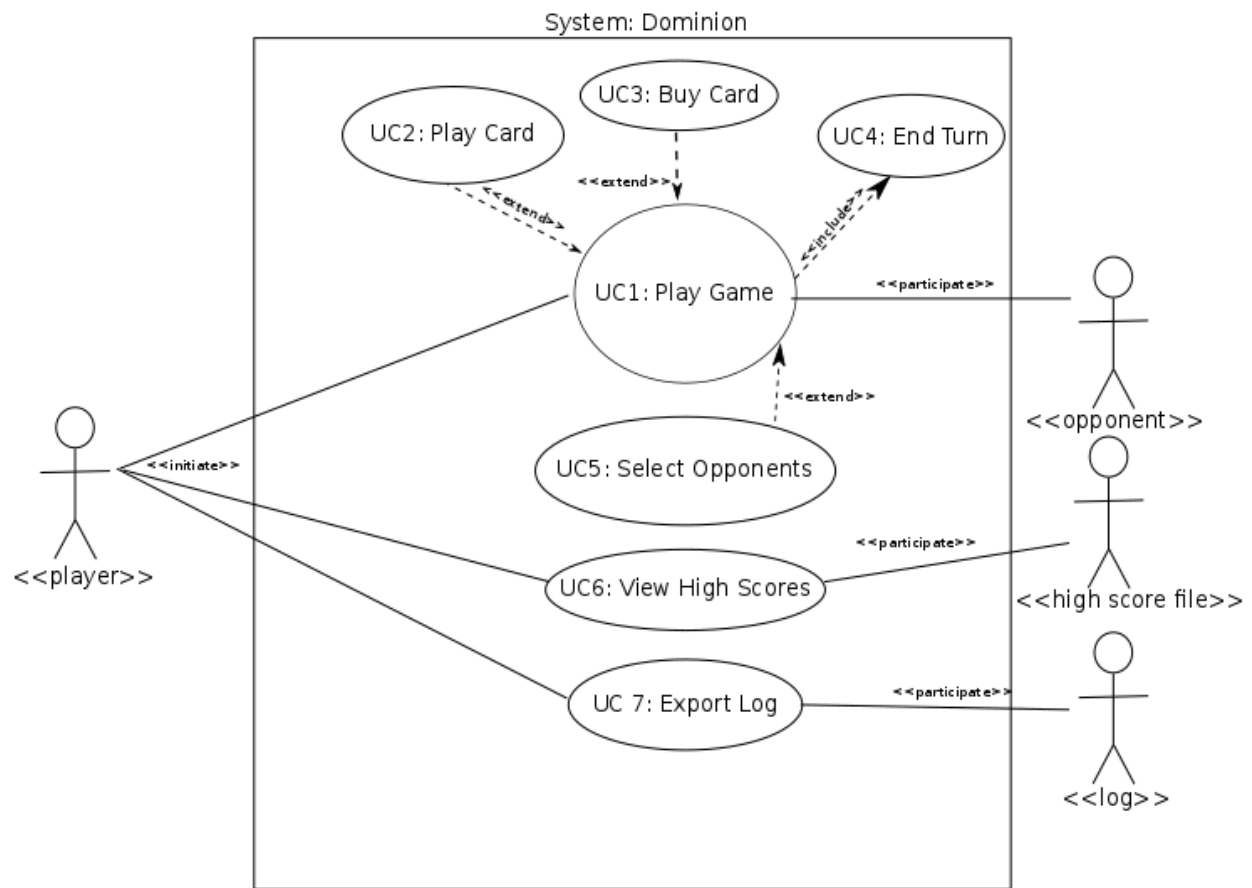 System: Dominion
UC3: Buy Card
UC2: Play Card
UC4: End Turn
<<extend>>
<<extend>>
<<include>>
UC1: Play Game
<<participate>>
<<extend>>
<<opponent>>
<<initiate>>
UC5: Select Opponents
<<participate>>
<<player>>
UC6: View High Scores
<<high score file>>
<<participate>>
UC 7: Export Log
<<log>>